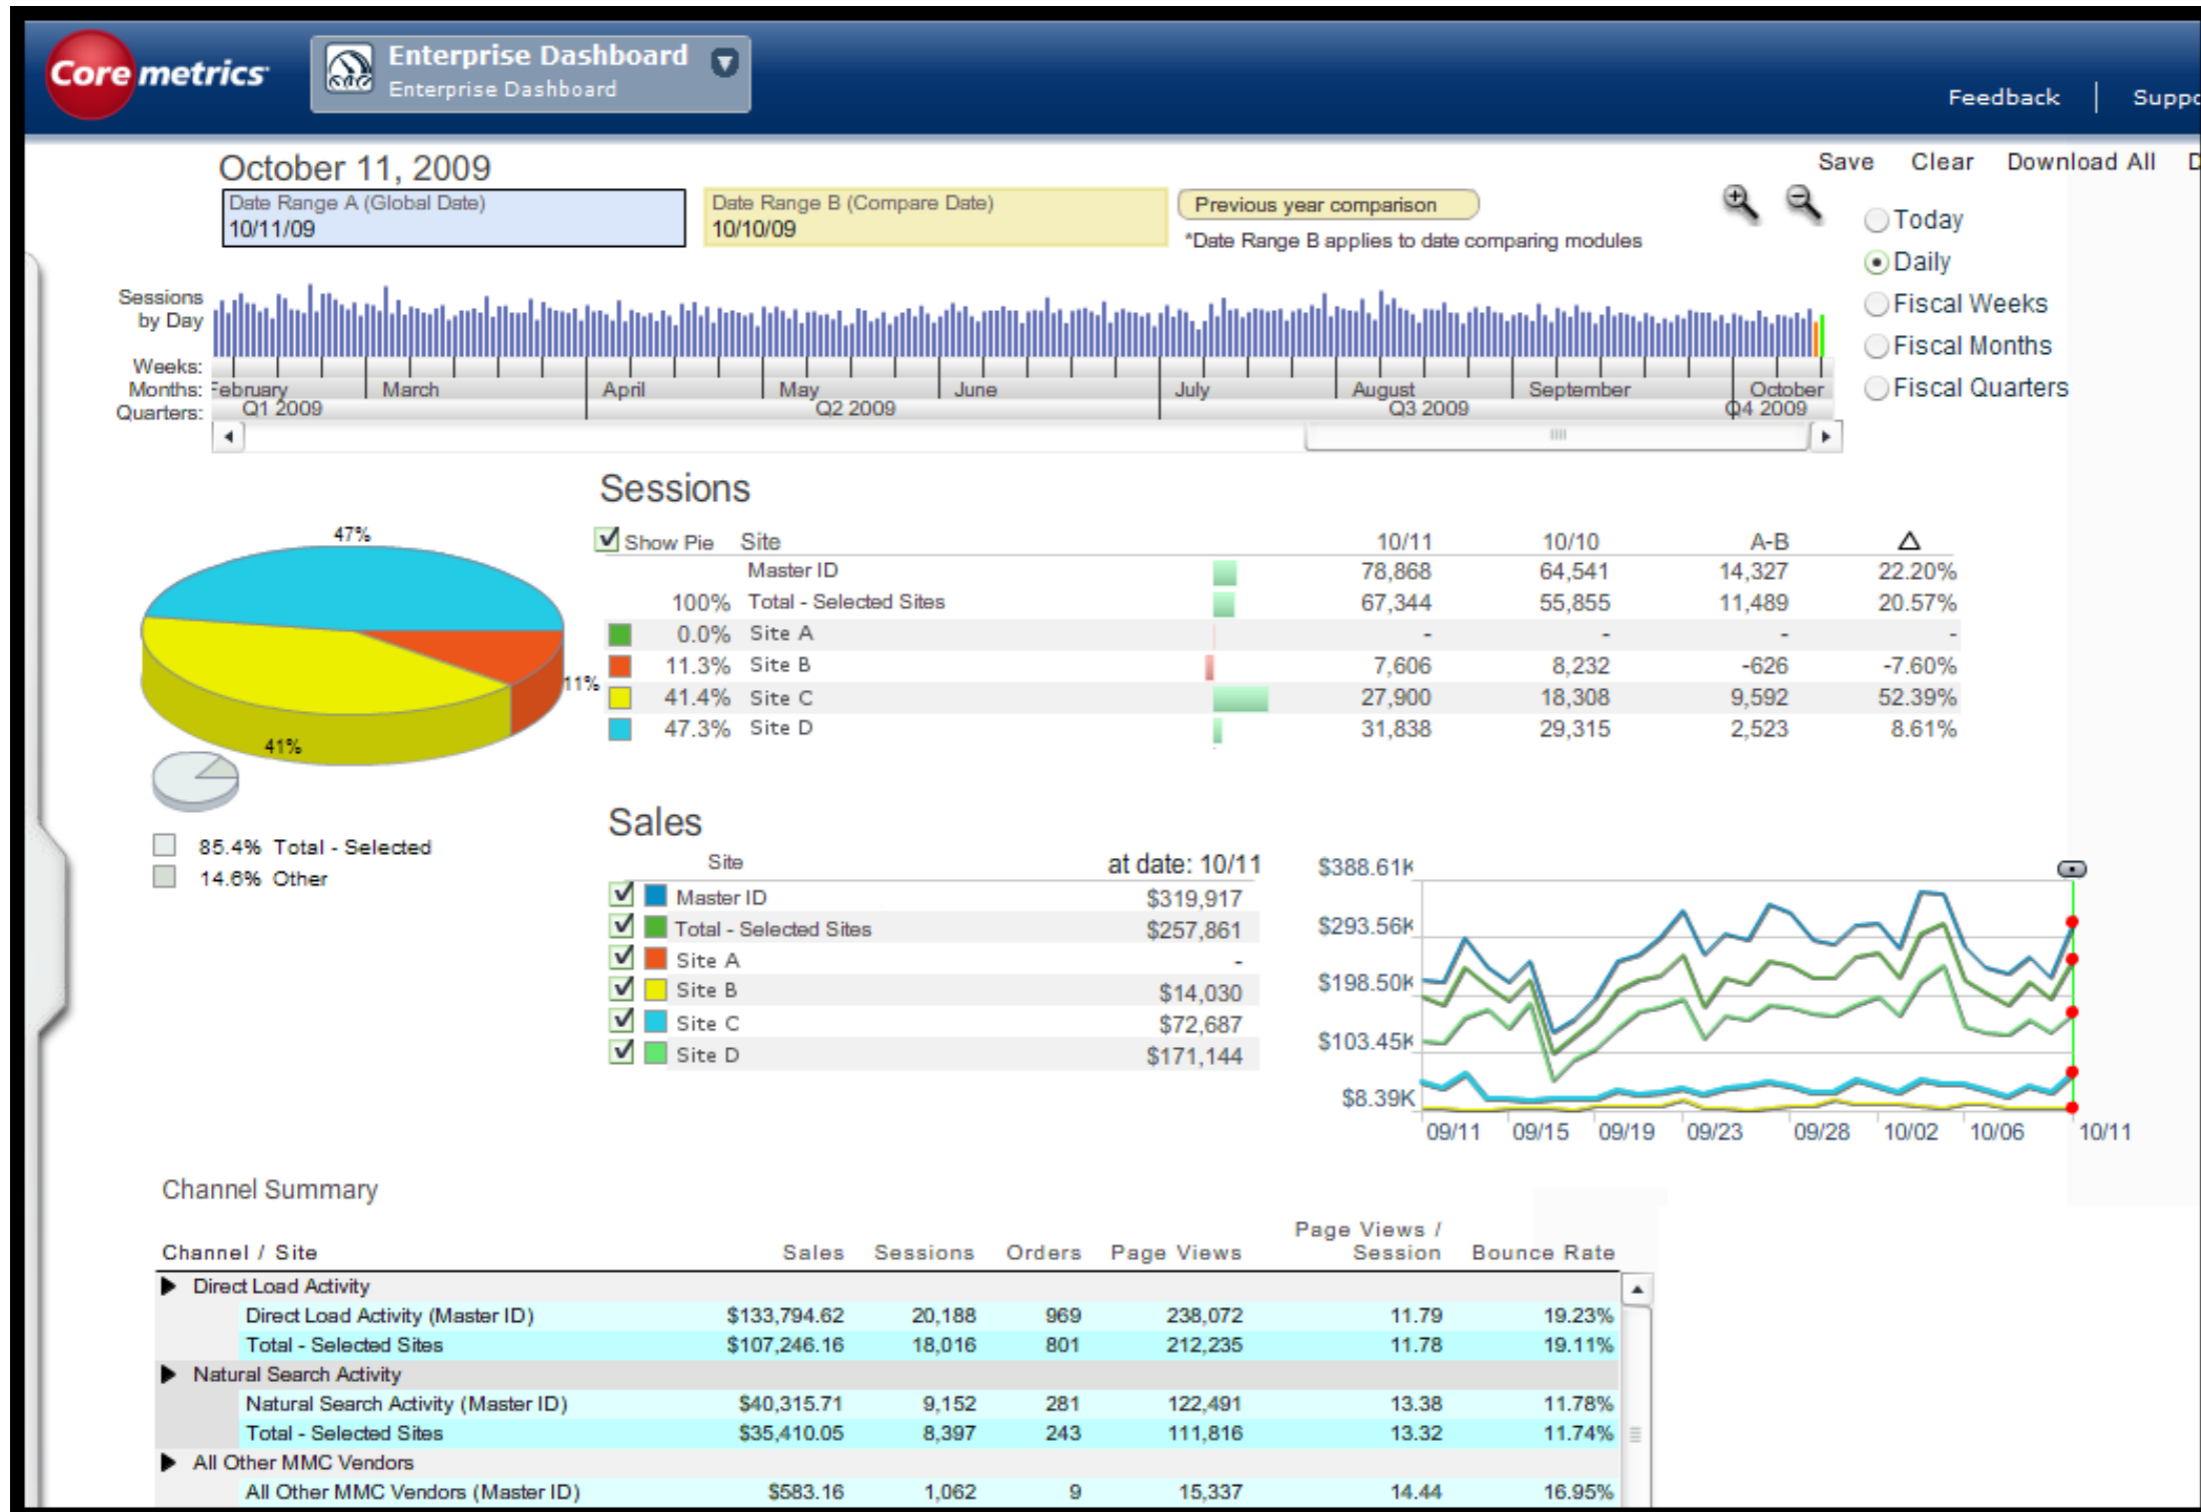 Coremetrics
Enterprise Dashboard
Enterprise Dashboard
Feedback | Suppo
October 11, 2009
Save Clear Download All D
Date Range A (Global Date)
10/11/09
Date Range B (Compare Date)
10/10/09
Previous year comparison
*Date Range B applies to date comparing modules
Today
Daily
Fiscal Weeks
Fiscal Months
Fiscal Quarters
Sessions
by Day
Weeks:
Months: February March April May June July August September October
Quarters: Q1 2009 Q2 2009 Q3 2009 Q4 2009
Sessions
47%
11%
41%
Show Pie Site 10/11 10/10 A-B Δ
Master ID 78,868 64,541 14,327 22.20%
100% Total - Selected Sites 67,344 55,855 11,489 20.57%
0.0% Site A - - - -
11.3% Site B 7,606 8,232 -626 -7.60%
41.4% Site C 27,900 18,308 9,592 52.39%
47.3% Site D 31,838 29,315 2,523 8.61%
85.4% Total - Selected
14.6% Other
Sales
Site at date: 10/11
Master ID $319,917
Total - Selected Sites $257,861
Site A -
Site B $14,030
Site C $72,687
Site D $171,144
$388.61K
$293.56K
$198.50K
$103.45K
$8.39K
09/11 09/15 09/19 09/23 09/28 10/02 10/06 10/11
Channel Summary
Channel / Site Sales Sessions Orders Page Views Page Views / Session Bounce Rate
Direct Load Activity
Direct Load Activity (Master ID) $133,794.62 20,188 969 238,072 11.79 19.23%
Total - Selected Sites $107,246.16 18,016 801 212,235 11.78 19.11%
Natural Search Activity
Natural Search Activity (Master ID) $40,315.71 9,152 281 122,491 13.38 11.78%
Total - Selected Sites $35,410.05 8,397 243 111,816 13.32 11.74%
All Other MMC Vendors
All Other MMC Vendors (Master ID) $583.16 1,062 9 15,337 14.44 16.95%